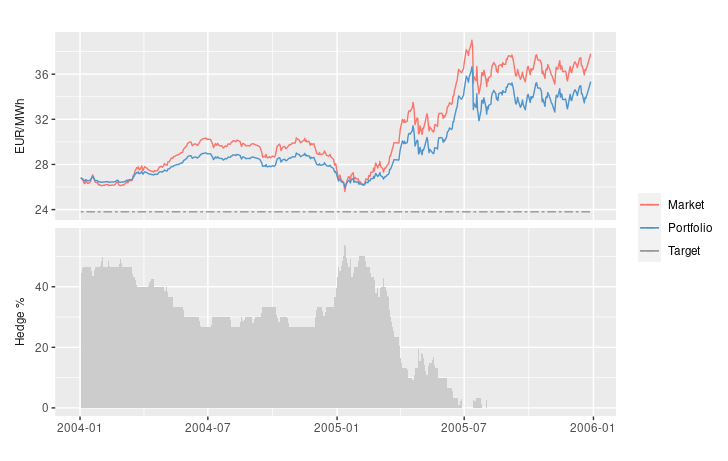 EUR/MWh
36
32
28
24
Hedge %
40
20
0
2004-01
2004-07
2005-01
2005-07
2006-01
Market
Portfolio
Target